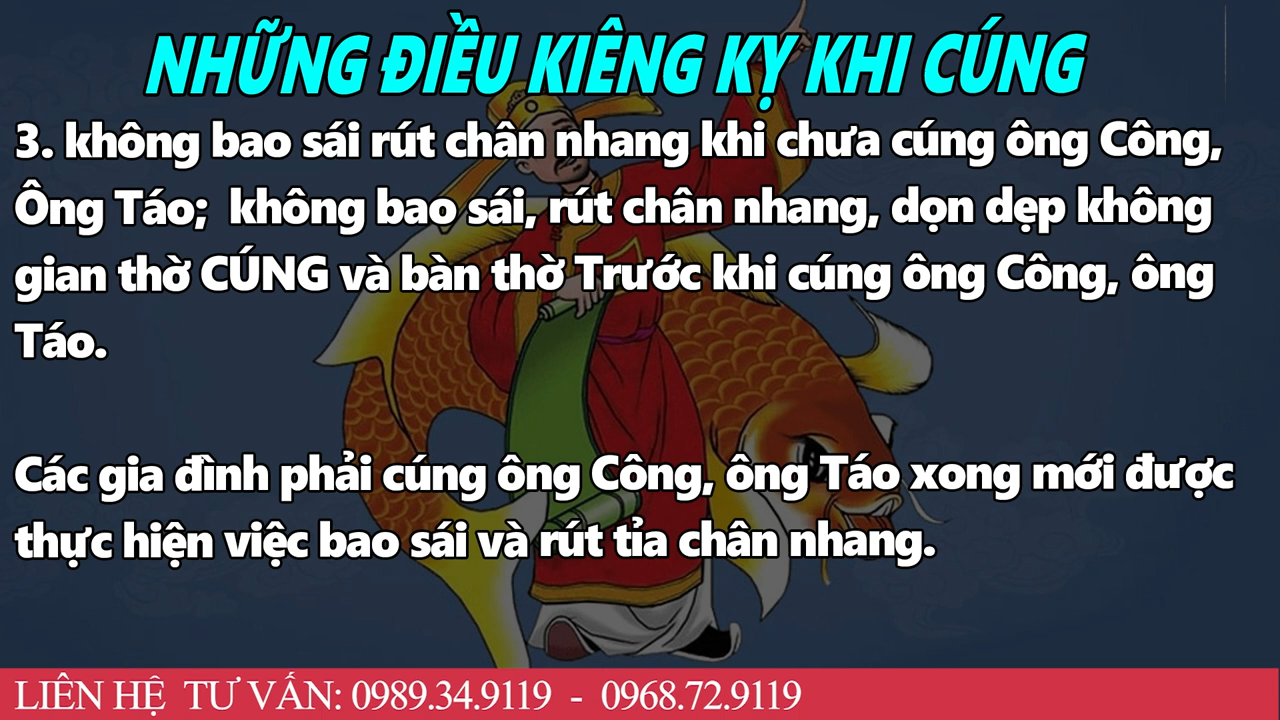 NHỮNG ĐIỀU KIÊNG KỴ KHI CÚNG
3. không bao sái rút chân nhang khi chưa cúng ông Công,
Ông Táo; không bao sái, rút chân nhang, dọn dẹp không
gian thờ CÚNG và bàn thờ Trước khi cúng ông Công, ông
Táo.
Các gia đình phải cúng ông Công, ông Táo xong mới được
thực hiện việc bao sái và rút tỉa chân nhang.
LIÊN HỆ TƯ VẤN: 0989.34.9119 - 0968.72.9119